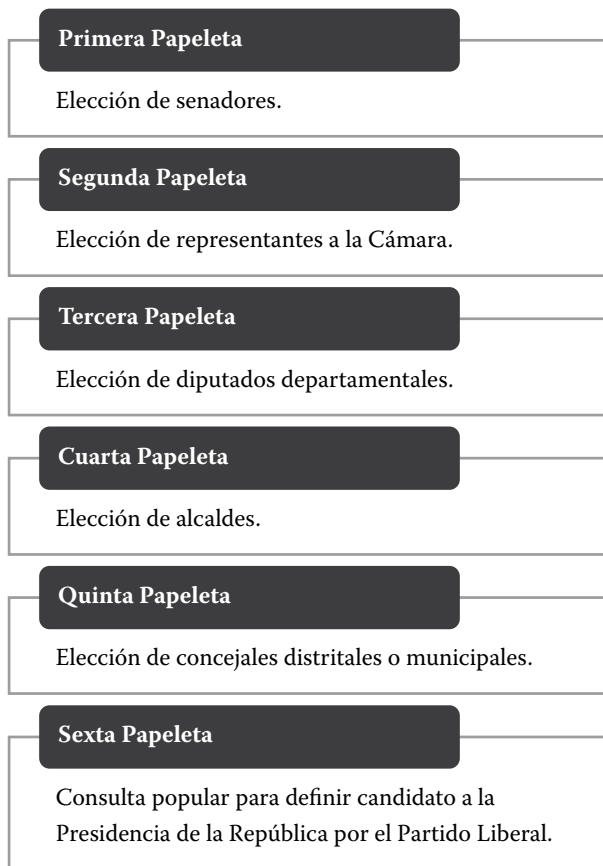 Primera Papeleta
Elección de senadores.
Segunda Papeleta
Elección de representantes a la Cámara.
Tercera Papeleta
Elección de diputados departamentales.
Cuarta Papeleta
Elección de alcaldes.
Quinta Papeleta
Elección de concejales distritales o municipales.
Sexta Papeleta
Consulta popular para definir candidato a la
Presidencia de la República por el Partido Liberal.